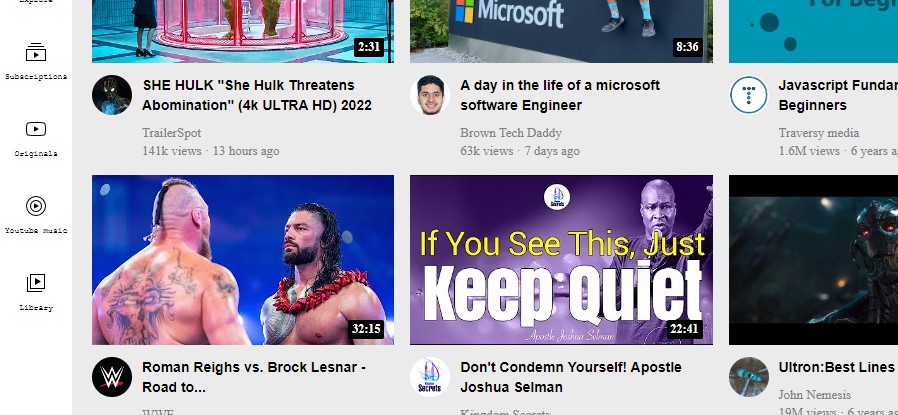 Explore
Microsoft
For Begi
2:31
8:36
Subscriptions
SHE HULK "She Hulk Threatens
Abomination" (4k ULTRA HD) 2022
TrailerSpot
141k views · 13 hours ago
A day in the life of a microsoft
software Engineer
Brown Tech Daddy
63k views · 7 days ago
Javascript Fundar
Beginners
Traversy media
1.6M views · 6 years a
Originals
Youtube music
Library
32:15
Secrets
If You See This, Just
Keep Quiet
Apostle Joshua Selman
22:41
Roman Reighs vs. Brock Lesnar -
Road to...
WWE
Secrets
Don't Condemn Yourself! Apostle
Joshua Selman
Kingdom Secrets
Ultron:Best Lines
John Nemesis
19M views · 6 years a